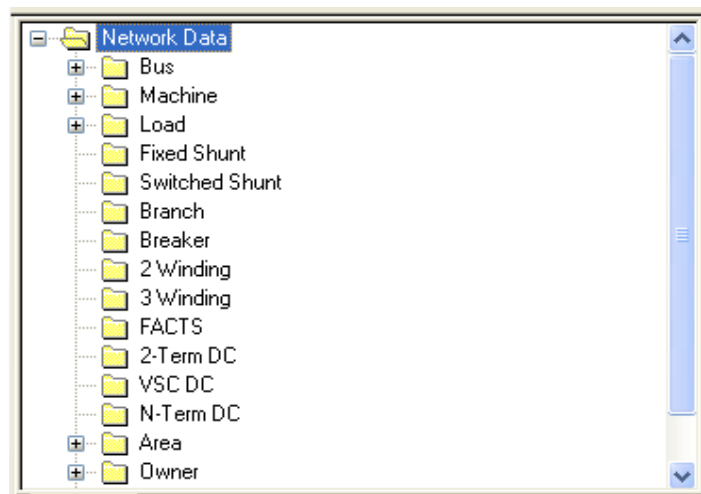 Network Data
Bus
Machine
Load
Fixed Shunt
Switched Shunt
Branch
Breaker
2 Winding
3 Winding
FACTS
2-Term DC
VSC DC
N-Term DC
Area
Owner